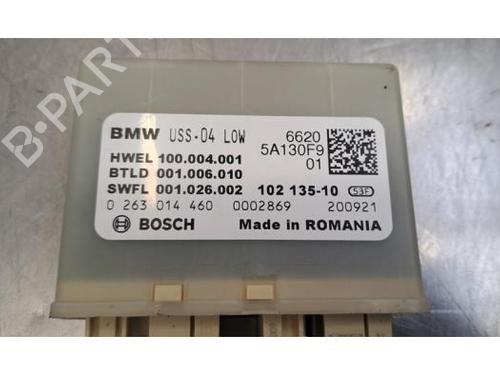 BMW USS-04 LOW 6620
5A130F9
01
HWEL 100.004.001
BTLD 001.006.010
SWFL 001.026.002 102 135-10 53F
0 263 014 460 0002869 200921
BOSCH Made in ROMANIA
B-PARTS